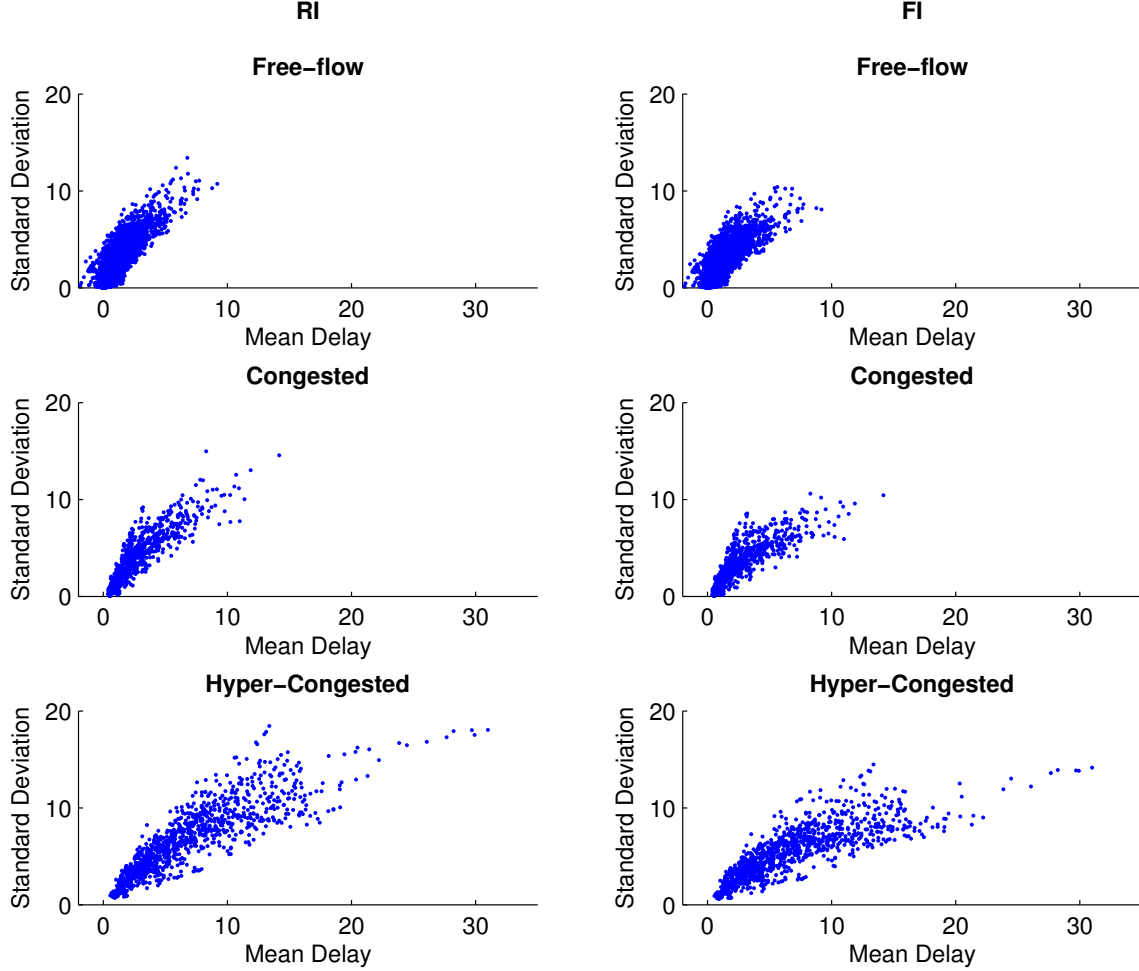 RI
FI
Free−flow
Free−flow
20
10
0
Standard Deviation
0 10 20 30
Mean Delay
20
10
0
Standard Deviation
0 10 20 30
Mean Delay
Congested
Congested
20
10
0
Standard Deviation
0 10 20 30
Mean Delay
20
10
0
Standard Deviation
0 10 20 30
Mean Delay
Hyper−Congested
Hyper−Congested
20
10
0
Standard Deviation
0 10 20 30
Mean Delay
20
10
0
Standard Deviation
0 10 20 30
Mean Delay